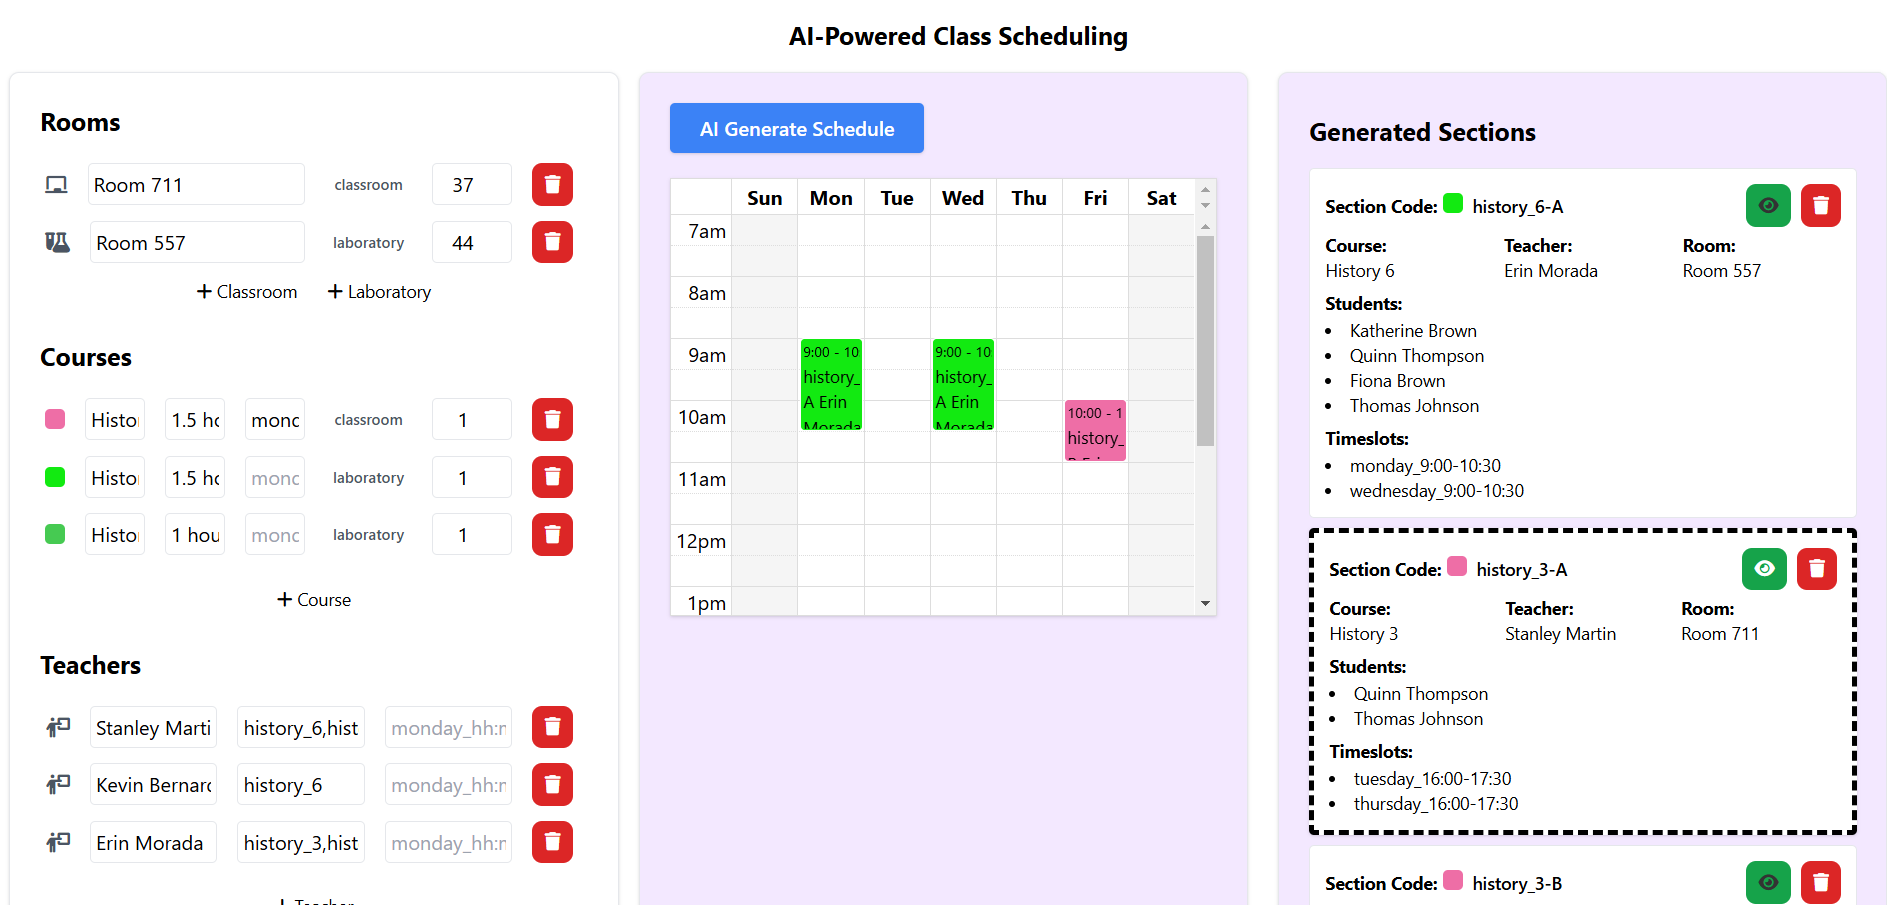 AI-Powered Class Scheduling
Rooms
Room 711 classroom 37
Room 557 laboratory 44
+ Classroom + Laboratory
Courses
Histo 1.5 ho monc classroom 1
Histo 1.5 ho monc laboratory 1
Histo 1 hou monc laboratory 1
+ Course
Teachers
Stanley Marti history_6,hist monday_hh:r
Kevin Bernard history_6 monday_hh:r
Erin Morada history_3,hist monday_hh:r
+ Teacher
AI Generate Schedule
Sun Mon Tue Wed Thu Fri Sat
7am
8am
9am
10am
11am
12pm
1pm
9:00 - 10
history_
A Erin
Morada
9:00 - 10
history_
A Erin
Morada
10:00 - 1
history_
Generated Sections
Section Code: history_6-A
Course: Teacher: Room:
History 6 Erin Morada Room 557
Students:
• Katherine Brown
• Quinn Thompson
• Fiona Brown
• Thomas Johnson
Timeslots:
• monday_9:00-10:30
• wednesday_9:00-10:30
Section Code: history_3-A
Course: Teacher: Room:
History 3 Stanley Martin Room 711
Students:
• Quinn Thompson
• Thomas Johnson
Timeslots:
• tuesday_16:00-17:30
• thursday_16:00-17:30
Section Code: history_3-B